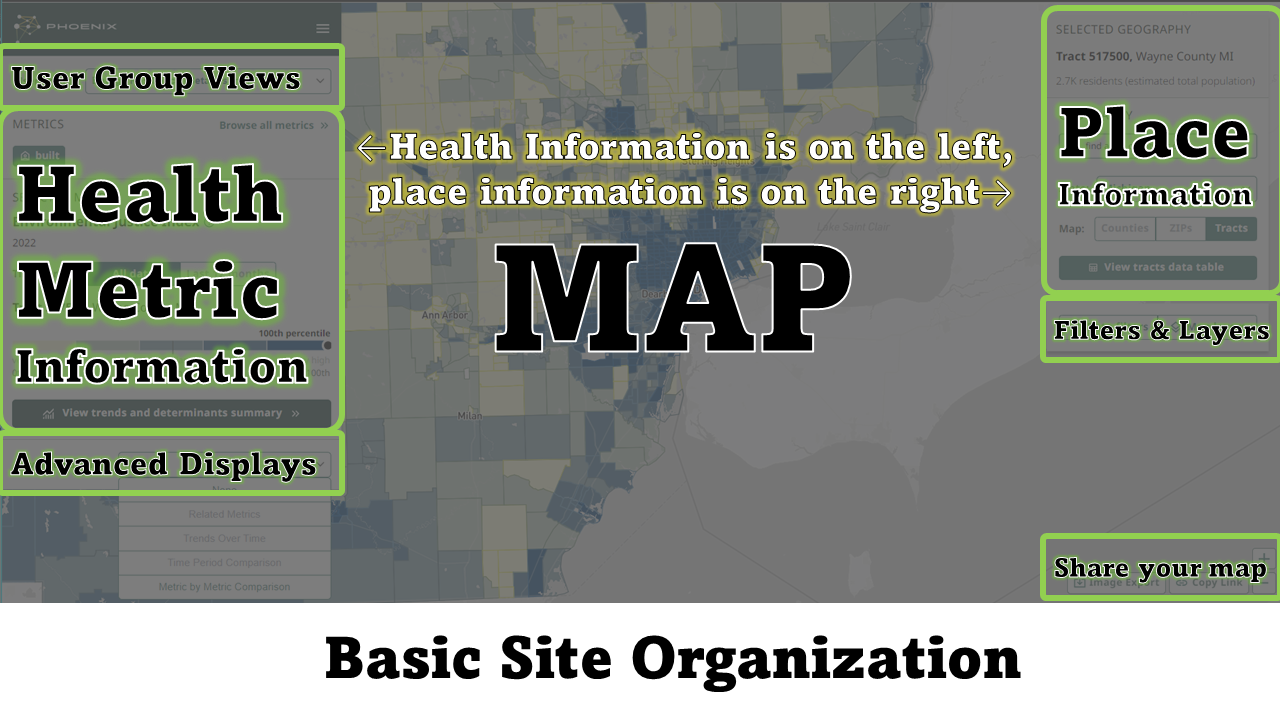 PHOENIX
User Group Views
METRICS
Browse all metrics »
built
Health
2022
Metric
100th percentile
Information
View trends and determinants summary »
Advanced Displays
None
Related Metrics
Trends Over Time
Time Period Comparison
Metric by Metric Comparison
←Health Information is on the left,
place information is on the right→
Lake Saint Clair
MAP
Ann Arbor
Milan
SELECTED GEOGRAPHY
Tract 517500, Wayne County MI
2.7K residents (estimated total population)
Place
Information
Map: Counties ZIPs Tracts
View tracts data table
Filters & Layers
Share your map
Image Export Copy Link
Basic Site Organization